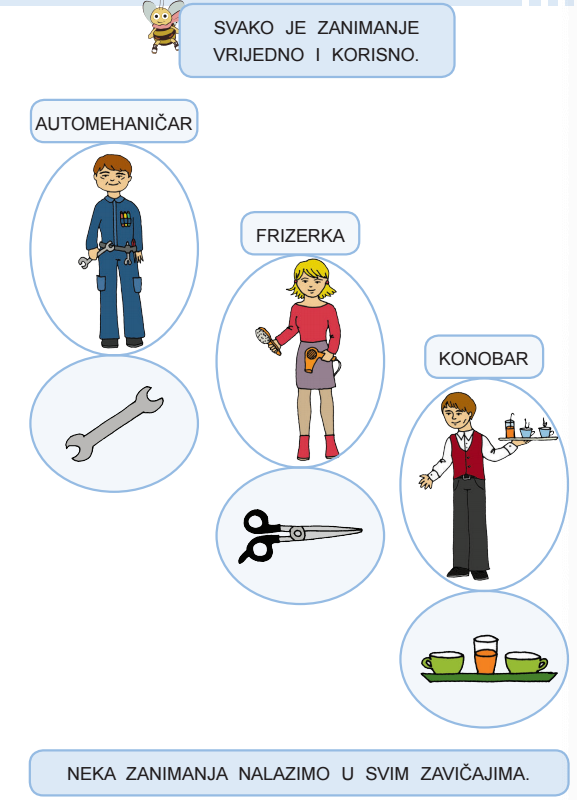 SVAKO JE ZANIMANJE
VRIJEDNO I KORISNO.
AUTOMEHANIČAR
FRIZERKA
KONOBAR
NEKA ZANIMANJA NALAZIMO U SVIM ZAVIČAJIMA.